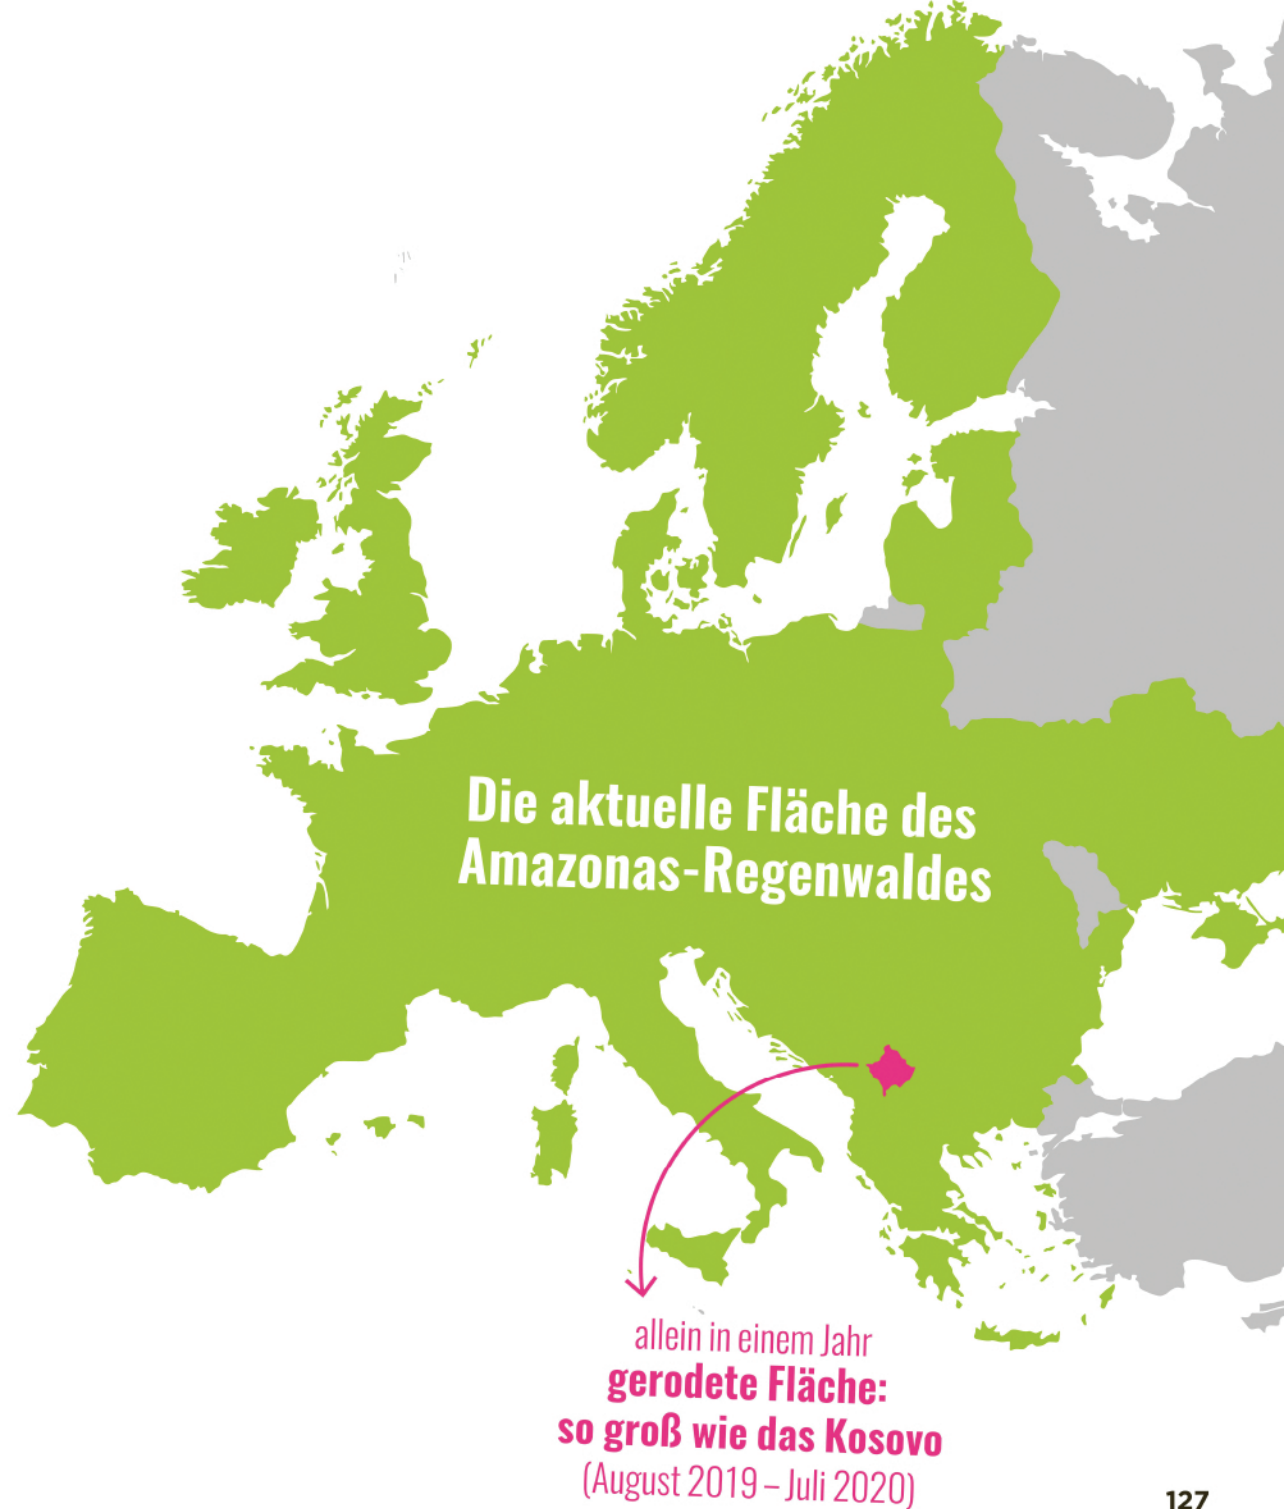 Die aktuelle Fläche des
Amazonas-Regenwaldes
allein in einem Jahr
gerodete Fläche:
so groß wie das Kosovo
(August 2019 – Juli 2020)
127